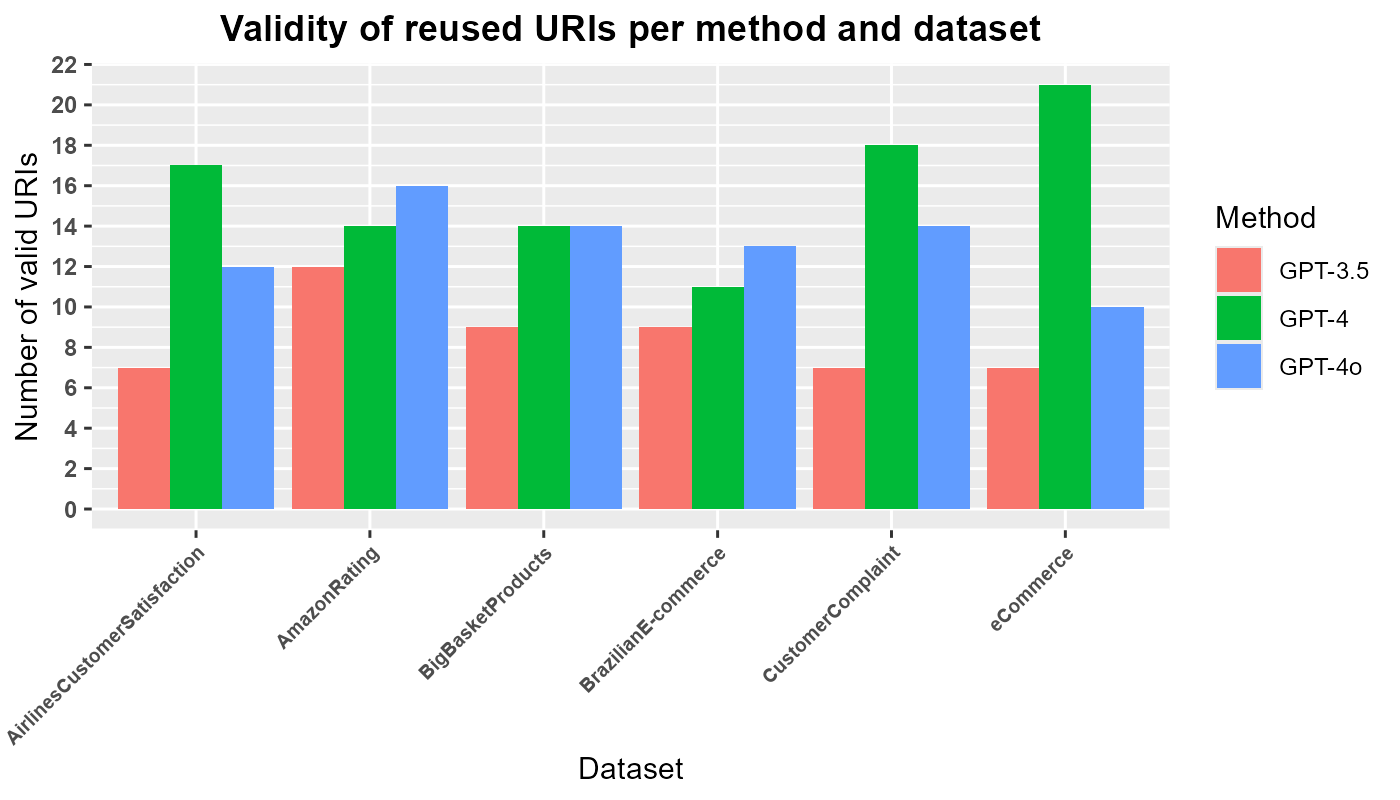 Validity of reused URIs per method and dataset
Number of valid URIs
22
20
18
16
14
12
10
8
6
4
2
0
AirlinesCustomerSatisfaction
AmazonRating
BigBasketProducts
BrazilianE-commerce
CustomerComplaint
eCommerce
Dataset
Method
GPT-3.5
GPT-4
GPT-4o